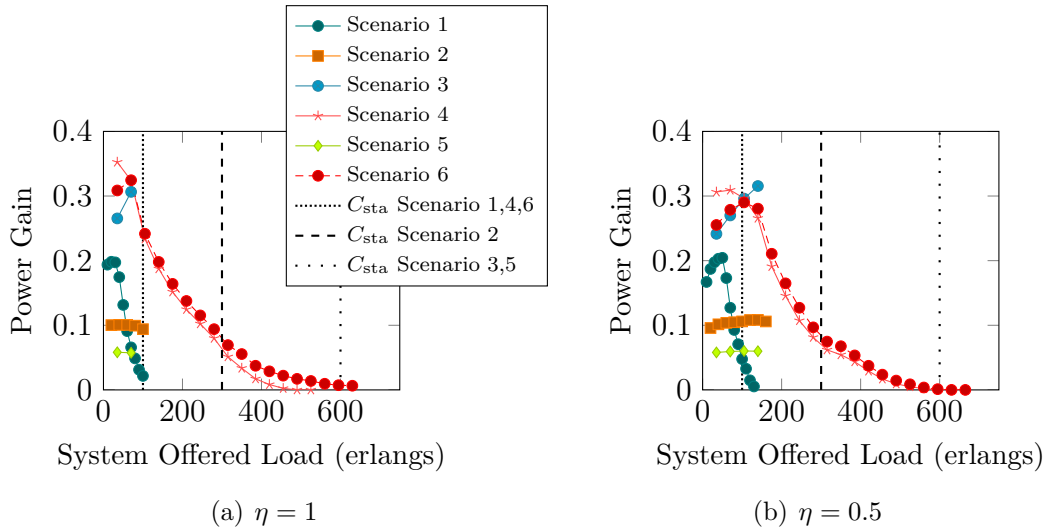 Scenario 1
Scenario 2
Scenario 3
Scenario 4
Scenario 5
Scenario 6
C_sta Scenario 1,4,6
C_sta Scenario 2
C_sta Scenario 3,5
0.4
0.3
0.2
0.1
0
Power Gain
0 200 400 600
System Offered Load (erlangs)
(a) η = 1
0.4
0.3
0.2
0.1
0
Power Gain
0 200 400 600
System Offered Load (erlangs)
(b) η = 0.5